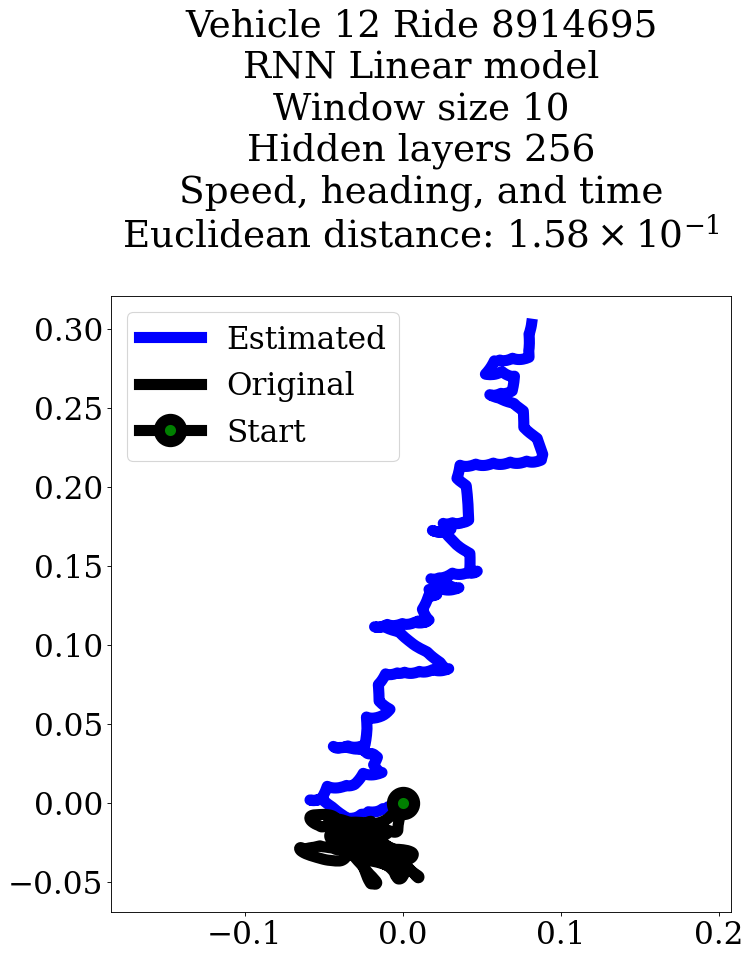 Vehicle 12 Ride 8914695
RNN Linear model
Window size 10
Hidden layers 256
Speed, heading, and time
Euclidean distance: 1.58 × 10⁻¹
Estimated
Original
Start
0.30
0.25
0.20
0.15
0.10
0.05
0.00
−0.05
−0.1
0.0
0.1
0.2